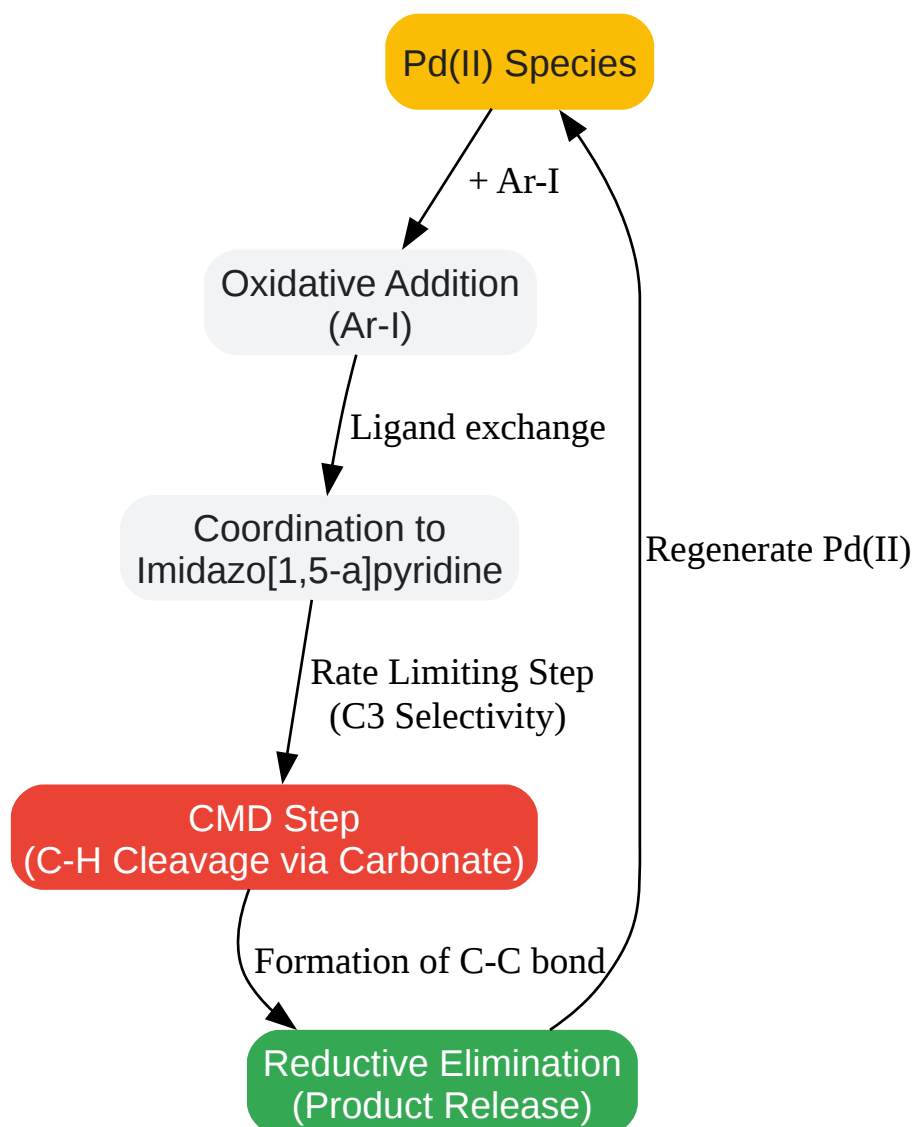 Pd(II) Species
+ Ar-I
Oxidative Addition
(Ar-I)
Ligand exchange
Coordination to
Imidazo[1,5-a]pyridine
Regenerate Pd(II)
Rate Limiting Step
(C3 Selectivity)
CMD Step
(C-H Cleavage via Carbonate)
Formation of C-C bond
Reductive Elimination
(Product Release)